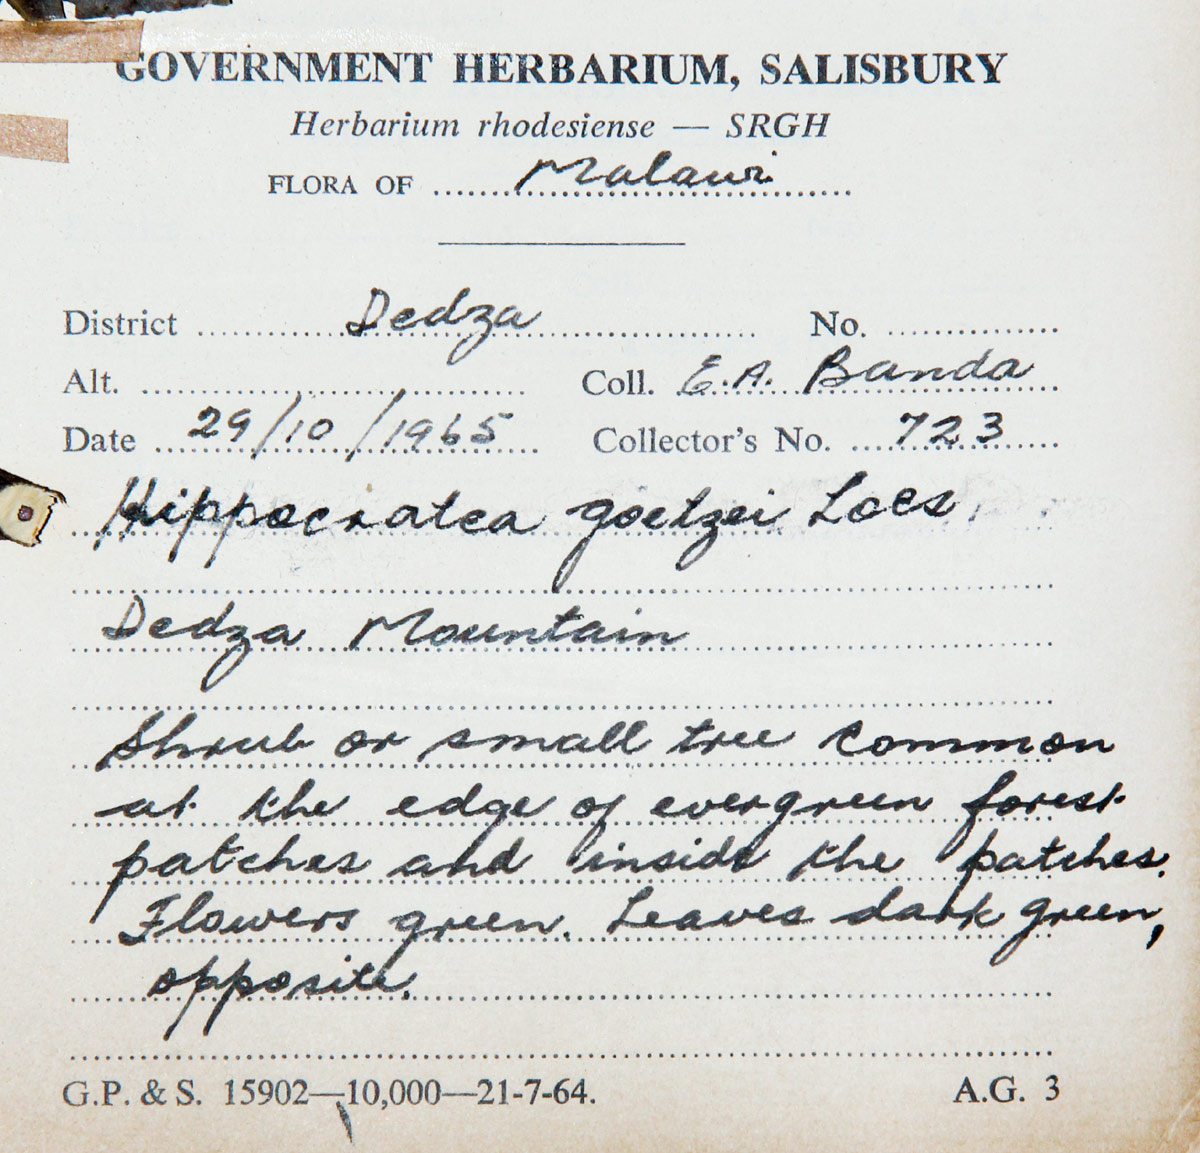 GOVERNMENT HERBARIUM, SALISBURY
Herbarium rhodesiense — SRGH
FLORA OF Malawi
District Dedza No.
Alt. Coll. E.A. Banda
Date 29/10/1965 Collector's No. 723
Hippocratea goetzei Loes
Dedza Mountain
Shrub or small tree common
at the edge of evergreen forest
patches and inside the patches.
Flowers green. Leaves dark green,
opposite.
G.P. & S. 15902—10,000—21-7-64. A.G. 3